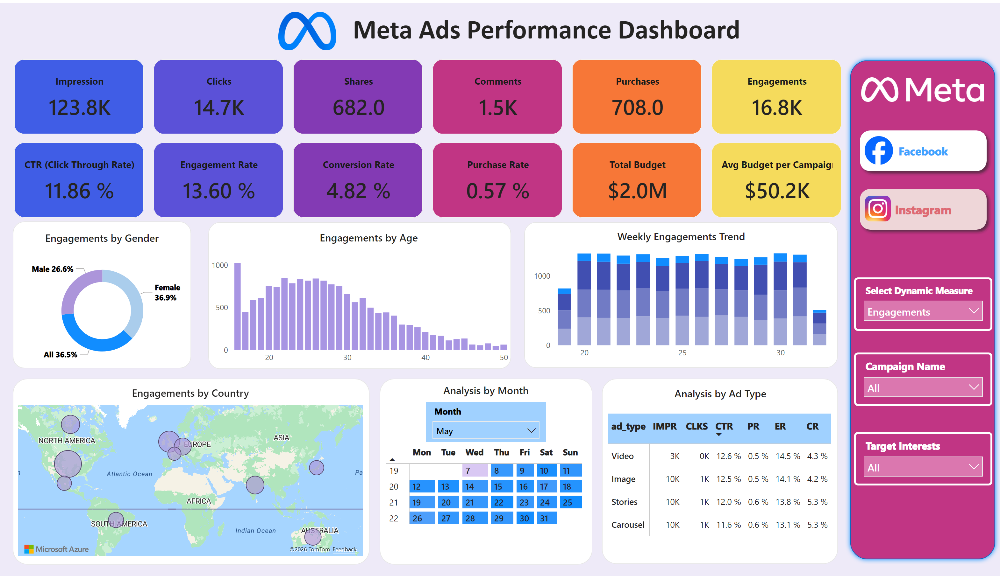 Meta Ads Performance Dashboard
Impression
123.8K
Clicks
14.7K
Shares
682.0
Comments
1.5K
Purchases
708.0
Engagements
16.8K
CTR (Click Through Rate)
11.86 %
Engagement Rate
13.60 %
Conversion Rate
4.82 %
Purchase Rate
0.57 %
Total Budget
$2.0M
Avg Budget per Campaig
$50.2K
Meta
Facebook
Instagram
Select Dynamic Measure
Engagements
Campaign Name
All
Target Interests
All
Engagements by Gender
Male 26.6%
Female
36.9%
All 36.5%
Engagements by Age
1000
500
0
20 30 40 50
Weekly Engagements Trend
1000
500
0
20 25 30
Engagements by Country
NORTH AMERICA
EUROPE
ASIA
Atlantic Ocean
n
Pa
AFRICA
SOUTH AMERICA
Indian Ocean
AUSTRALIA
Microsoft Azure
©2026 TomTom Feedback
Analysis by Month
Month
May
Mon Tue Wed Thu Fri Sat Sun
19 7 8 9 10 11
20 12 13 14 15 16 17 18
21 19 20 21 22 23 24 25
22 26 27 28 29 30 31
Analysis by Ad Type
ad_type IMPR CLKS CTR PR ER CR
Video 3K 0K 12.6 % 0.5 % 14.5 % 4.3 %
Image 10K 1K 12.5 % 0.5 % 14.1 % 4.2 %
Stories 10K 1K 12.0 % 0.6 % 13.8 % 5.3 %
Carousel 10K 1K 11.6 % 0.6 % 13.1 % 5.3 %